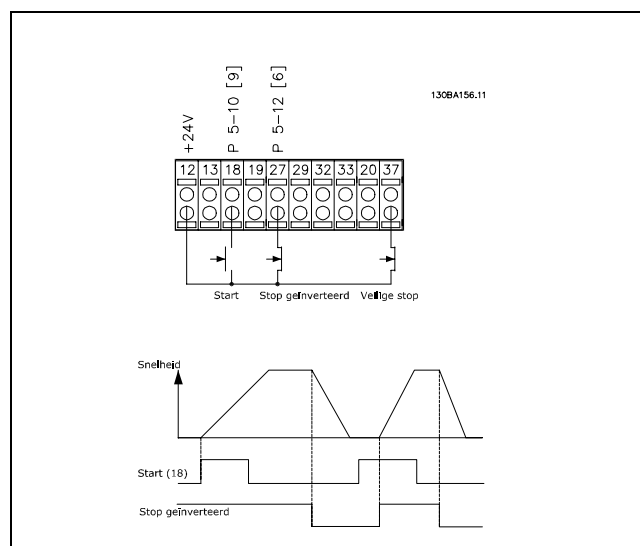 130BA156.11
+24V
P 5-10 [9]
P 5-12 [6]
12 13 18 19 27 29 32 33 20 37
Start
Stop geïnverteerd
Veilige stop
Snelheid
Start (18)
Stop geïnverteerd